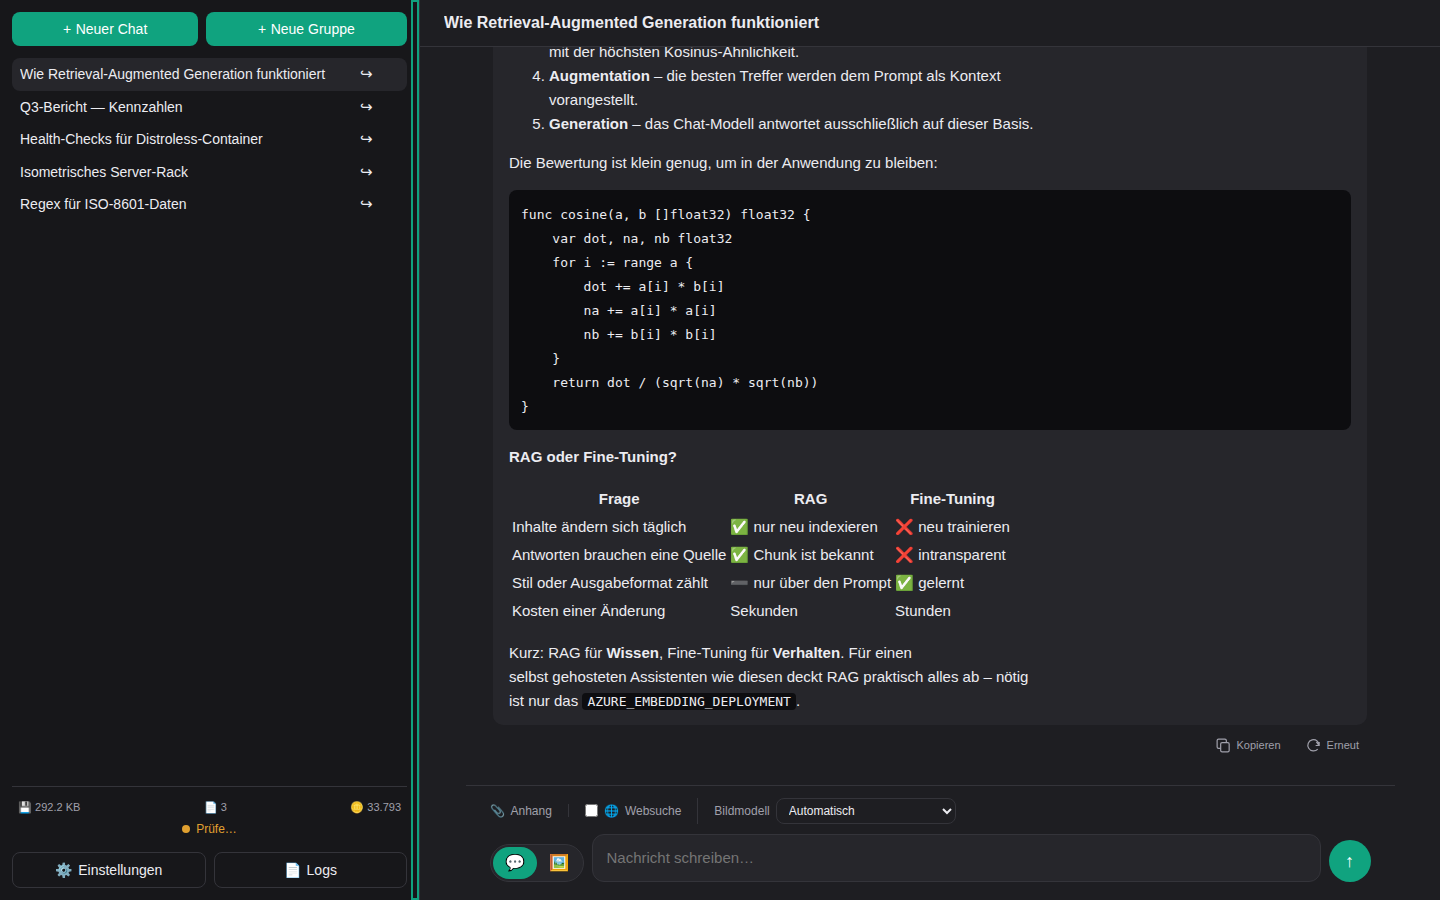 + Neuer Chat
+ Neue Gruppe
Wie Retrieval-Augmented Generation funktioniert
Q3-Bericht — Kennzahlen
Health-Checks für Distroless-Container
Isometrisches Server-Rack
Regex für ISO-8601-Daten
292.2 KB
3
33.793
Prüfe…
Einstellungen
Logs
Wie Retrieval-Augmented Generation funktioniert
mit der höchsten Kosinus-Ähnlichkeit.
4. Augmentation – die besten Treffer werden dem Prompt als Kontext
vorangestellt.
5. Generation – das Chat-Modell antwortet ausschließlich auf dieser Basis.
Die Bewertung ist klein genug, um in der Anwendung zu bleiben:
func cosine(a, b []float32) float32 {
    var dot, na, nb float32
    for i := range a {
        dot += a[i] * b[i]
        na += a[i] * a[i]
        nb += b[i] * b[i]
    }
    return dot / (sqrt(na) * sqrt(nb))
}
RAG oder Fine-Tuning?
Frage RAG Fine-Tuning
Inhalte ändern sich täglich ✅ nur neu indexieren ❌ neu trainieren
Antworten brauchen eine Quelle ✅ Chunk ist bekannt ❌ intransparent
Stil oder Ausgabeformat zählt ➖ nur über den Prompt ✅ gelernt
Kosten einer Änderung Sekunden Stunden
Kurz: RAG für Wissen, Fine-Tuning für Verhalten. Für einen
selbst gehosteten Assistenten wie diesen deckt RAG praktisch alles ab – nötig
ist nur das AZURE_EMBEDDING_DEPLOYMENT.
Kopieren
Erneut
Anhang
Websuche
Bildmodell
Automatisch
Nachricht schreiben…